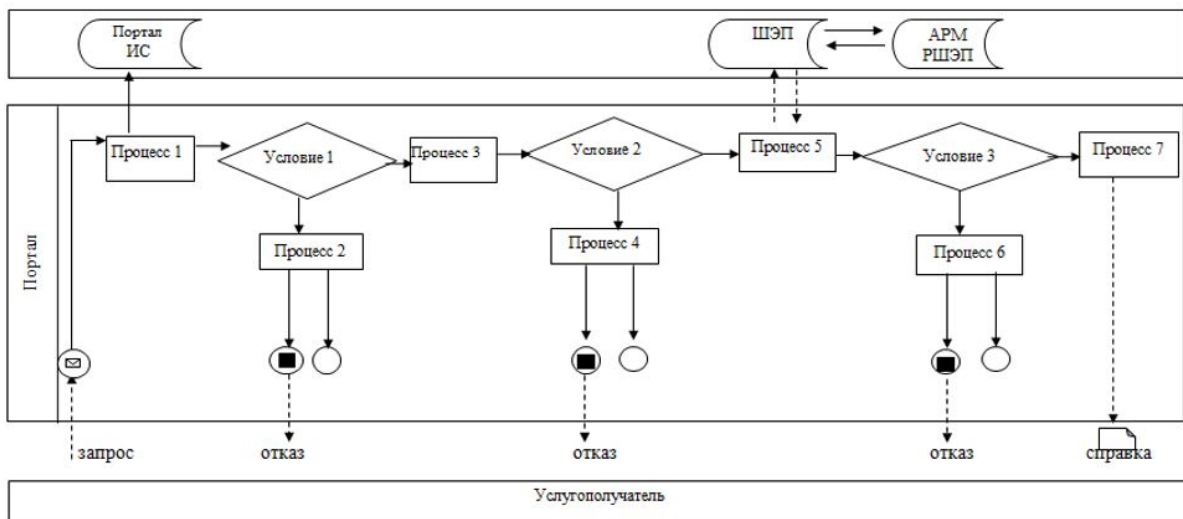 Портал
ИС
ШЭП
АРМ
РШЭП
Процесс 1
Условие 1
Процесс 3
Условие 2
Процесс 5
Условие 3
Процесс 7
Процесс 2
Процесс 4
Процесс 6
Портал
запрос
отказ
отказ
отказ
справка
Услугополучатель